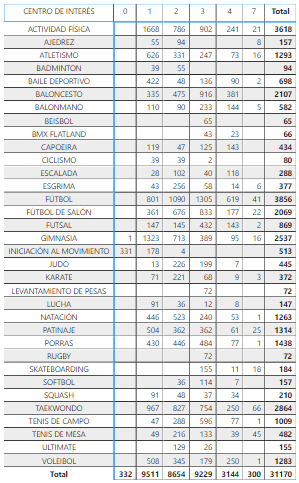 CENTRO DE INTERÉS 0 1 2 3 4 7 Total
ACTIVIDAD FÍSICA 1668 786 902 241 21 3618
AJEDREZ 55 94 8 157
ATLETISMO 626 331 247 73 16 1293
BADMINTON 39 55 94
BAILE DEPORTIVO 422 48 136 90 2 698
BALONCESTO 335 475 916 381 2107
BALONMANO 110 90 233 144 5 582
BEISBOL 65 65
BMX FLATLAND 43 23 66
CAPOEIRA 119 47 125 143 434
CICLISMO 39 39 2 80
ESCALADA 28 102 40 118 288
ESGRIMA 43 256 58 14 6 377
FÚTBOL 801 1090 1305 619 41 3856
FÚTBOL DE SALÓN 361 676 833 177 22 2069
FUTSAL 147 145 432 143 2 869
GIMNASIA 1 1323 713 389 95 16 2537
INICIACIÓN AL MOVIMIENTO 331 178 4 513
JUDO 13 226 199 7 445
KARATE 71 221 68 9 3 372
LEVANTAMIENTO DE PESAS 72 72
LUCHA 91 36 12 8 147
NATACIÓN 446 523 240 53 1 1263
PATINAJE 504 362 362 61 25 1314
PORRAS 430 446 484 77 1 1438
RUGBY 72 72
SKATEBOARDING 155 11 18 184
SOFTBOL 36 114 7 157
SQUASH 91 48 37 34 210
TAEKWONDO 967 827 754 250 66 2864
TENIS DE CAMPO 47 288 596 77 1 1009
TENIS DE MESA 49 216 133 39 45 482
ULTIMATE 129 26 155
VOLEIBOL 508 345 179 250 1 1283
Total 332 9511 8654 9229 3144 300 31170